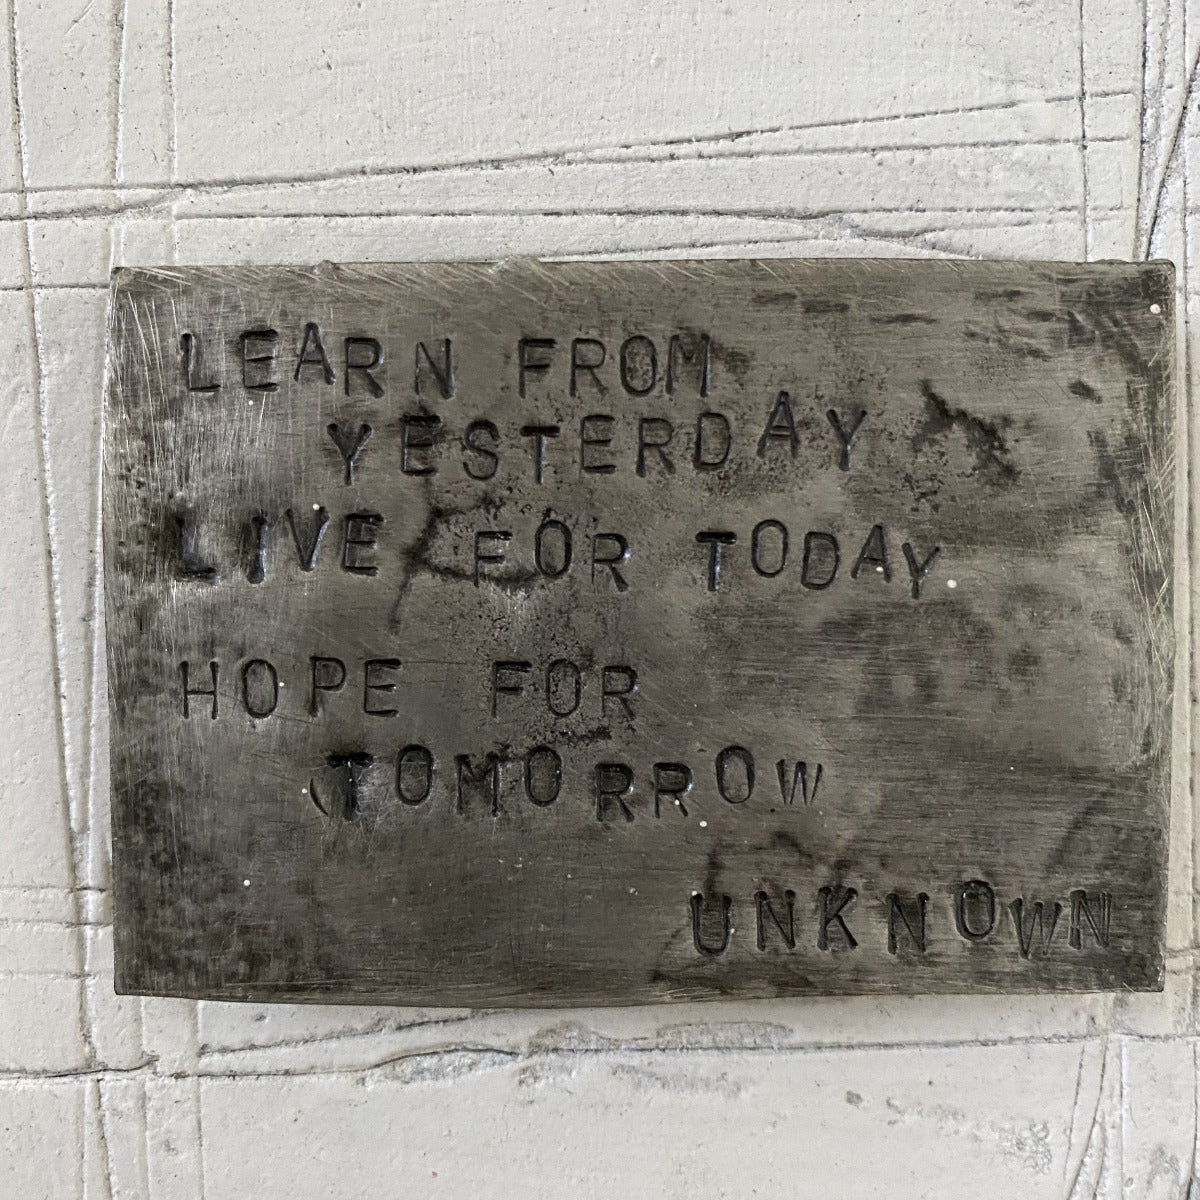 LEARN FROM
YESTERDAY
LIVE FOR TODAY
HOPE FOR
TOMORROW
UNKNOWN